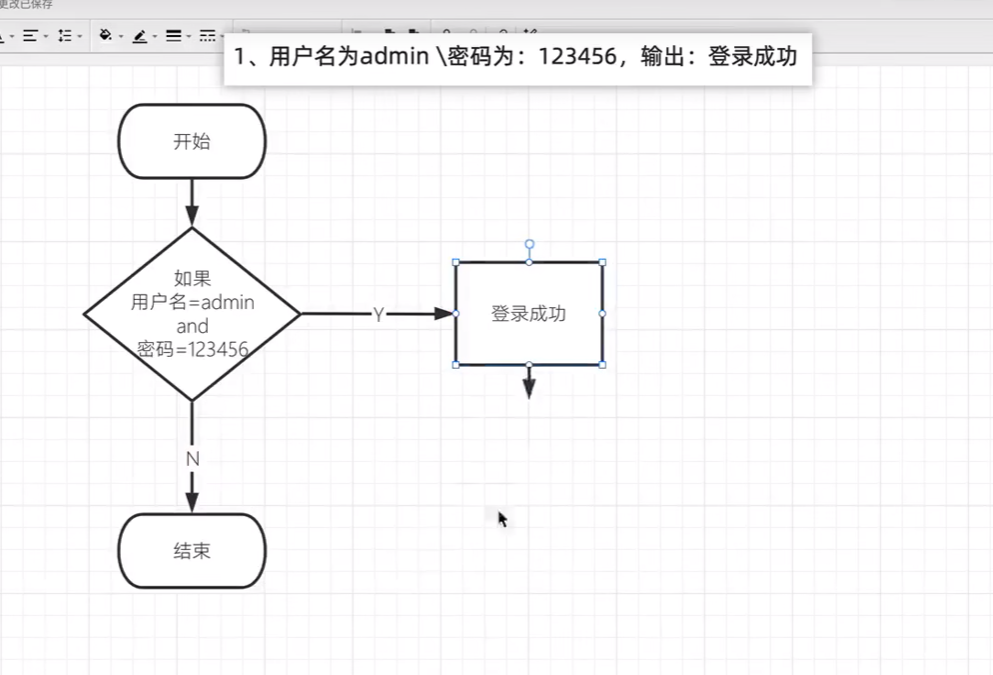 更改已保存
1、用户名为admin \密码为：123456，输出：登录成功
开始
如果
用户名=admin
and
密码=123456
Y
登录成功
N
结束